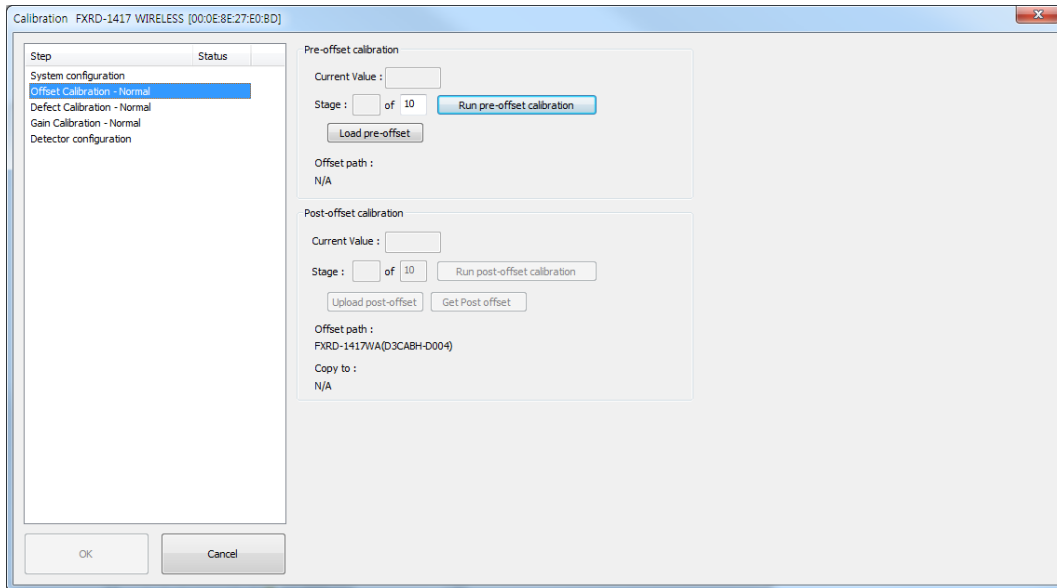 Calibration FXRD-1417 WIRELESS [00:0E:8E:27:E0:BD]
Step Status
System configuration
Offset Calibration - Normal
Defect Calibration - Normal
Gain Calibration - Normal
Detector configuration
OK Cancel
Pre-offset calibration
Current Value :
Stage : of 10 Run pre-offset calibration
Load pre-offset
Offset path :
N/A
Post-offset calibration
Current Value :
Stage : of 10 Run post-offset calibration
Upload post-offset Get Post offset
Offset path :
FXRD-1417WA(D3CABH-D004)
Copy to :
N/A